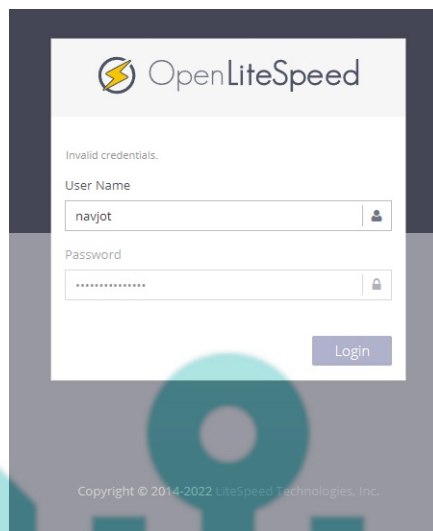 OpenLiteSpeed
Invalid credentials.
User Name
navjot
Password
•••••••••••••••
Login
Copyright © 2014-2022 LiteSpeed Technologies, Inc.